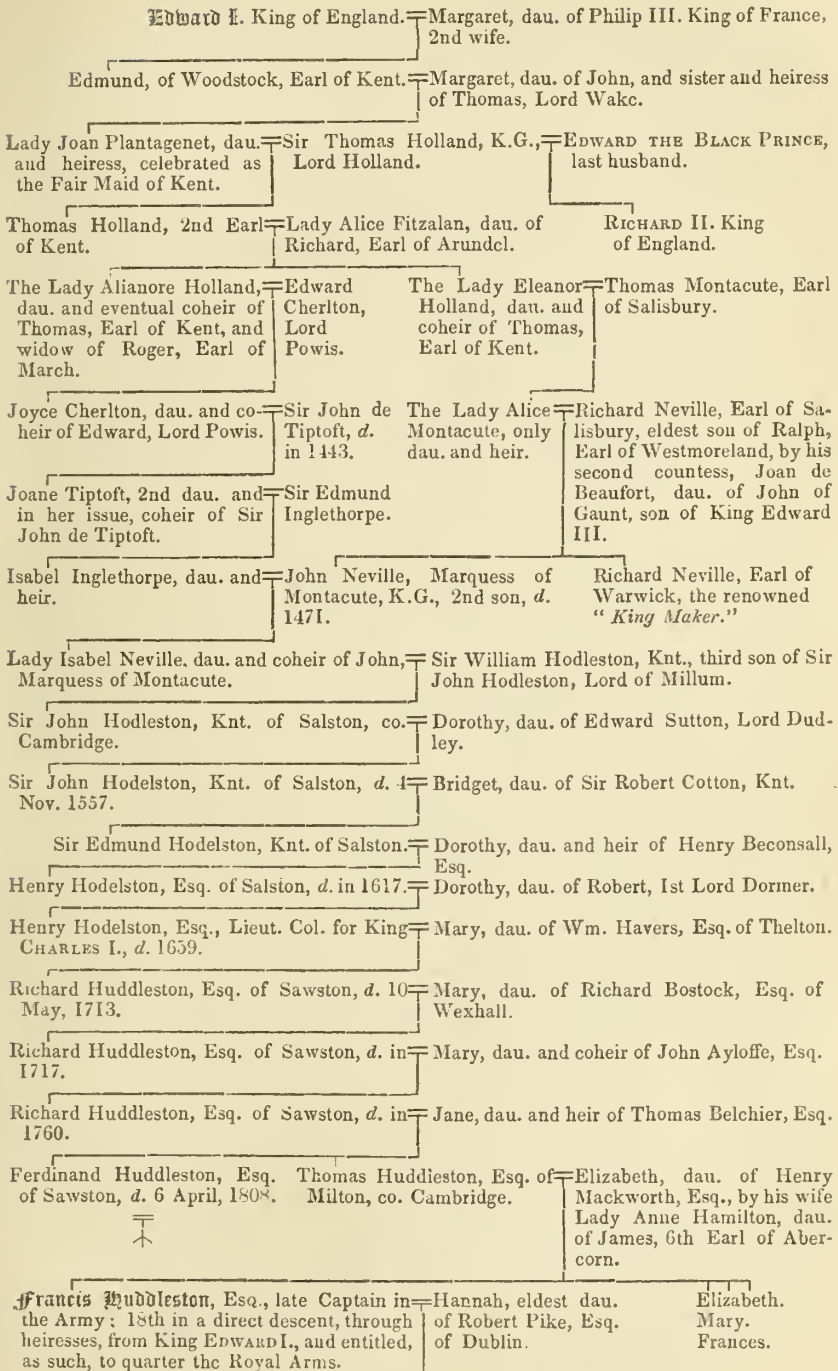 Edward I. King of England. Margaret, dau. of Philip III. King of France,
2nd wife.
Edmund, of Woodstock, Earl of Kent. Margaret, dau. of John, and sister and heiress
of Thomas, Lord Wake.
Lady Joan Plantagenet, dau. Sir Thomas Holland, K.G., EDWARD THE BLACK PRINCE,
and heiress, celebrated as Lord Holland. last husband.
the Fair Maid of Kent.
Thomas Holland, 2nd Earl Lady Alice Fitzalan, dau. of RICHARD II. King
of Kent. Richard, Earl of Arundel. of England.
The Lady Alianore Holland, Edward The Lady Eleanor Thomas Montacute, Earl
dau. and eventual coheir of Cherlton, Holland, dau. and of Salisbury.
Thomas, Earl of Kent, and Lord coheir of Thomas,
widow of Roger, Earl of Powis. Earl of Kent.
March.
Joyce Cherlton, dau. and co- Sir John de The Lady Alice Richard Neville, Earl of Sa-
heir of Edward, Lord Powis. Tiptoft, d. Montacute, only lisbury, eldest son of Ralph,
in 1443. dau. and heir. Earl of Westmoreland, by his
second countess, Joan de
Joane Tiptoft, 2nd dau. and Sir Edmund Beaufort, dau. of John of
in her issue, coheir of Sir Inglethorpe. Gaunt, son of King Edward
John de Tiptoft. III.
Isabel Inglethorpe, dau. and John Neville, Marquess of Richard Neville, Earl of
heir. Montacute, K.G., 2nd son, d. Warwick, the renowned
1471. "King Maker."
Lady Isabel Neville, dau. and coheir of John, Sir William Hodleston, Knt., third son of Sir
Marquess of Montacute. John Hodleston, Lord of Millum.
Sir John Hodleston, Knt. of Salston, co. Dorothy, dau. of Edward Sutton, Lord Dud-
Cambridge. ley.
Sir John Hodelston, Knt. of Salston, d. 4 Bridget, dau. of Sir Robert Cotton, Knt.
Nov. 1557.
Sir Edmund Hodelston, Knt. of Salston. Dorothy, dau. and heir of Henry Beconsall,
Esq.
Henry Hodelston, Esq. of Salston, d. in 1617. Dorothy, dau. of Robert, 1st Lord Dormer.
Henry Hodelston, Esq., Lieut. Col. for King Mary, dau. of Wm. Havers, Esq. of Thelton.
CHARLES I., d. 1659.
Richard Huddleston, Esq. of Sawston, d. 10 Mary, dau. of Richard Bostock, Esq. of
May, 1713. Wexhall.
Richard Huddleston, Esq. of Sawston, d. in Mary, dau. and coheir of John Ayloffe, Esq.
1717.
Richard Huddleston, Esq. of Sawston, d. in Jane, dau. and heir of Thomas Belchier, Esq.
1760.
Ferdinand Huddleston, Esq. Thomas Huddleston, Esq. of Elizabeth, dau. of Henry
of Sawston, d. 6 April, 1808. Milton, co. Cambridge. Mackworth, Esq., by his wife
Lady Anne Hamilton, dau.
of James, 6th Earl of Aber-
corn.
Francis Huddleston, Esq., late Captain in Hannah, eldest dau. Elizabeth.
the Army; 18th in a direct descent, through of Robert Pike, Esq. Mary.
heiresses, from King EDWARD I., and entitled, of Dublin. Frances.
as such, to quarter the Royal Arms.